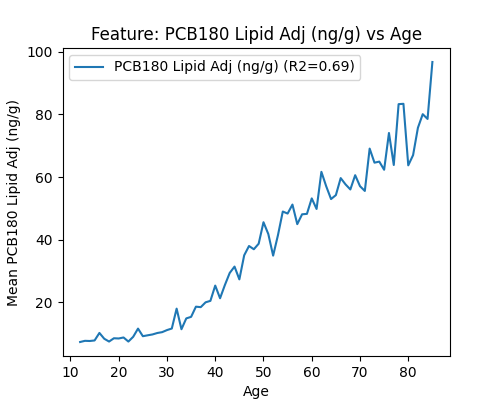 Feature: PCB180 Lipid Adj (ng/g) vs Age
PCB180 Lipid Adj (ng/g) (R2=0.69)
Mean PCB180 Lipid Adj (ng/g)
100
80
60
40
20
10 20 30 40 50 60 70 80
Age